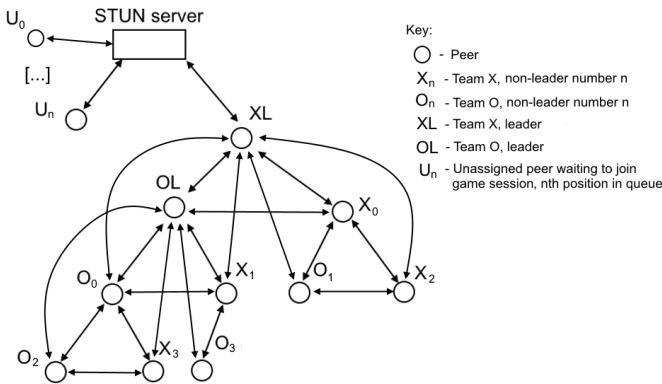 U0
STUN server
[...]
Un
XL
OL
X0
O0
X1
O1
X2
O2
X3
O3
Key:
- Peer
Xn - Team X, non-leader number n
On - Team O, non-leader number n
XL - Team X, leader
OL - Team O, leader
Un - Unassigned peer waiting to join
game session, nth position in queue